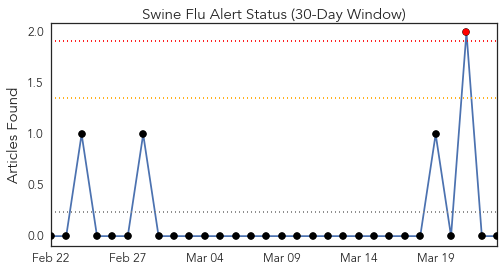 Swine Flu Alert Status (30-Day Window)
Articles Found
2.0
1.5
1.0
0.5
0.0
Feb 22 Feb 27 Mar 04 Mar 09 Mar 14 Mar 19